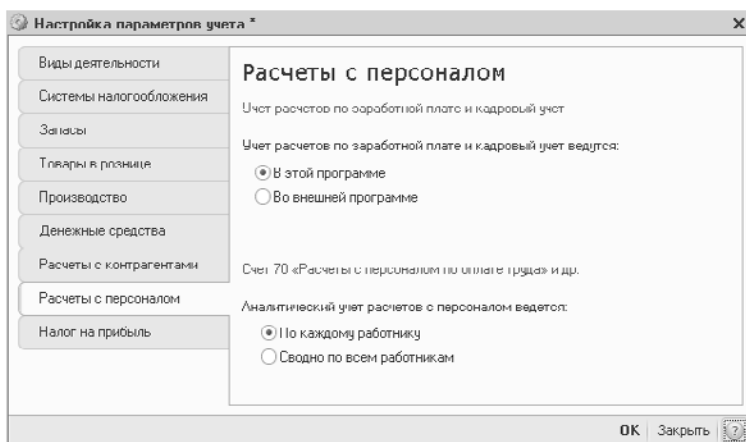 Настройка параметров учета *
Виды деятельности
Системы налогообложения
Запасы
Товары в рознице
Производство
Денежные средства
Расчеты с контрагентами
Расчеты с персоналом
Налог на прибыль
Расчеты с персоналом
Учет расчетов по заработной плате и кадровый учет
Учет расчетов по заработной плате и кадровый учет ведутся:
В этой программе
Во внешней программе
Счет 70 «Расчеты с персоналом по оплате труда» и др.
Аналитический учет расчетов с персоналом ведется:
По каждому работнику
Сводно по всем работникам
OK Закрыть ?